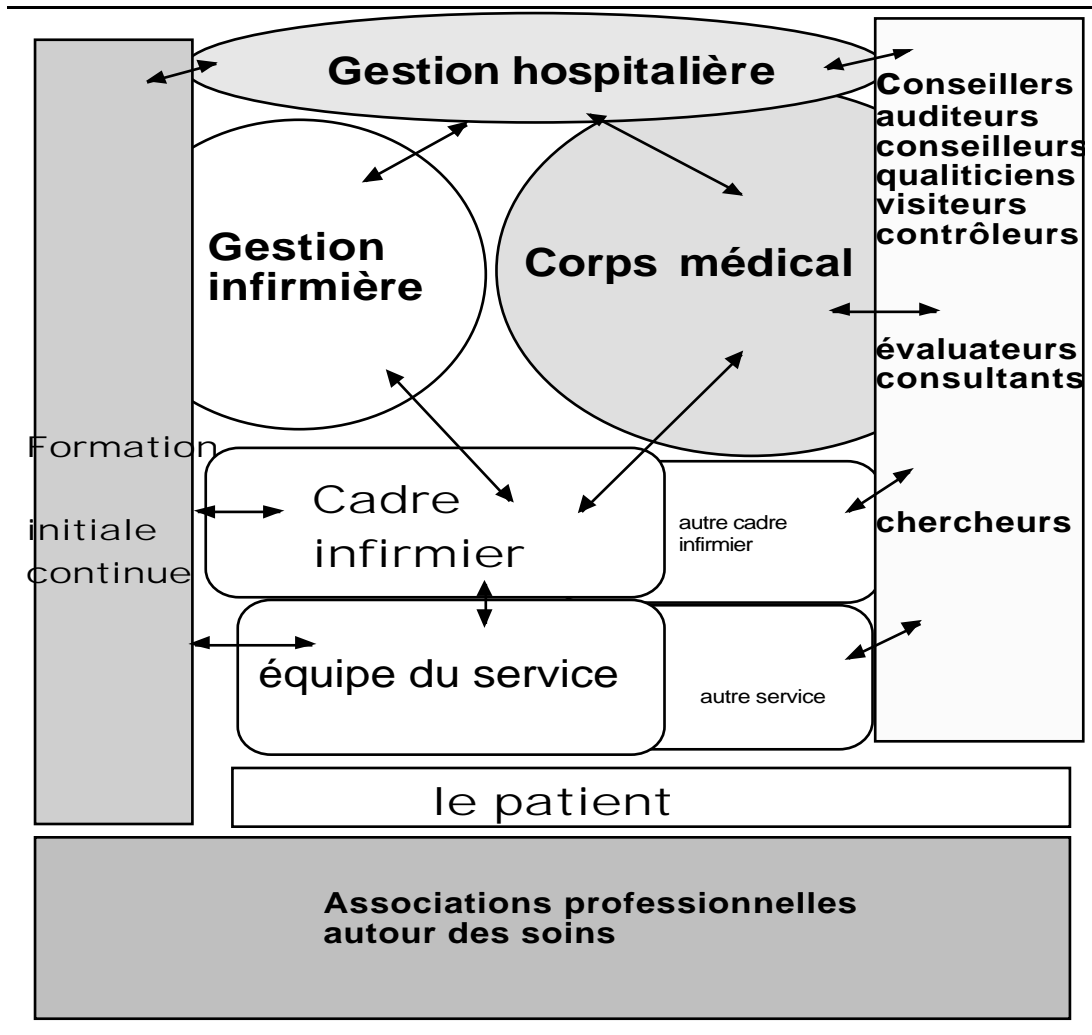 Gestion hospitalière
Conseillers
auditeurs
conseilleurs
qualiticiens
visiteurs
contrôleurs
Gestion
infirmière
Corps médical
évaluateurs
consultants
Formation
initiale
continue
Cadre
infirmier
autre cadre
infirmier
chercheurs
équipe du service
autre service
le patient
Associations professionnelles
autour des soins